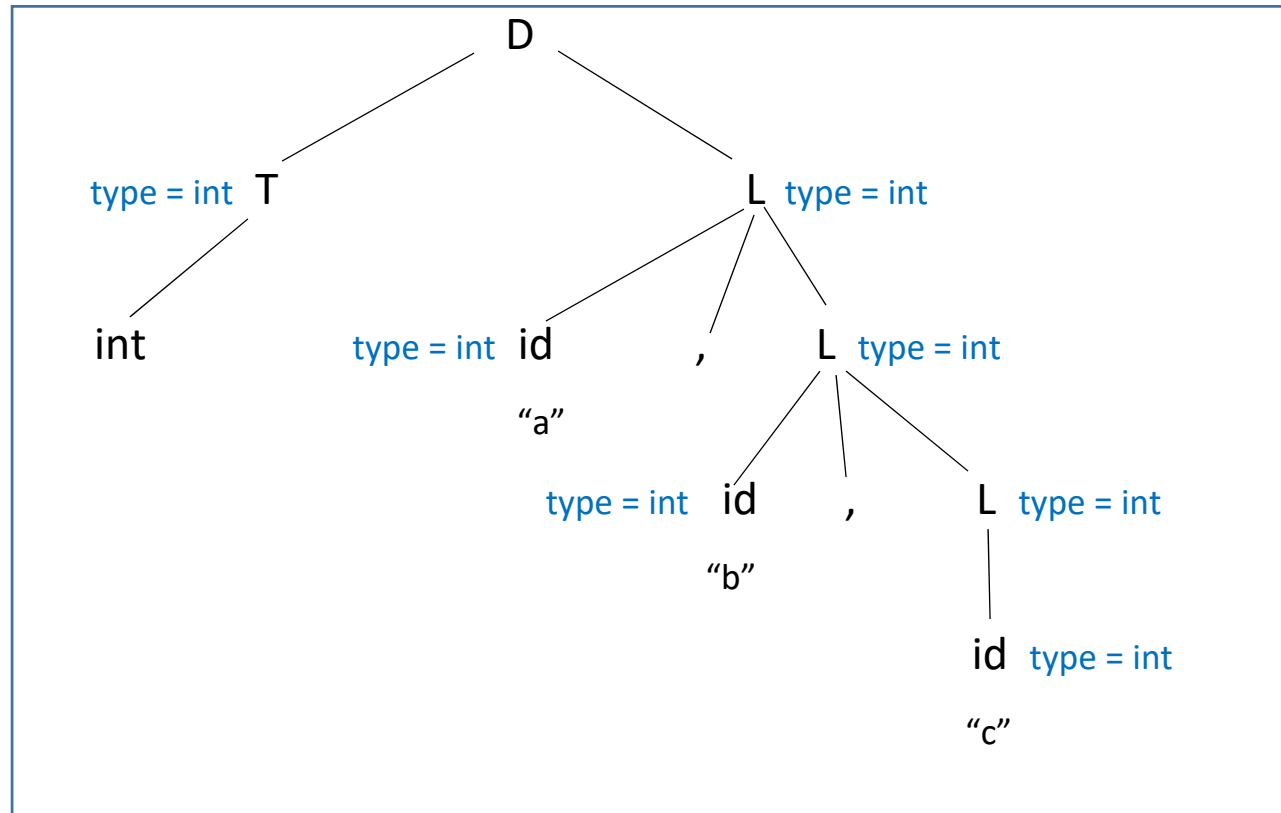 D
type = int T
L type = int
int
type = int id
,
L type = int
“a”
type = int id
,
L type = int
“b”
id type = int
“c”